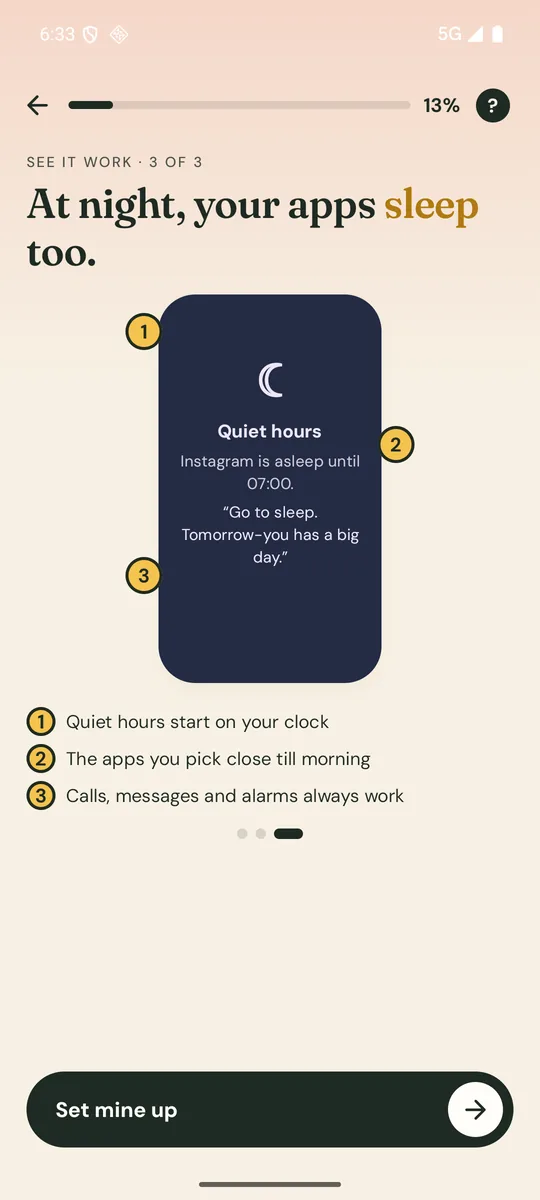 6:33
5G
13%
?
SEE IT WORK · 3 OF 3
At night, your apps sleep
too.
1
Quiet hours
2
Instagram is asleep until
07:00.
“Go to sleep.
Tomorrow-you has a big
day.”
3
1 Quiet hours start on your clock
2 The apps you pick close till morning
3 Calls, messages and alarms always work
Set mine up